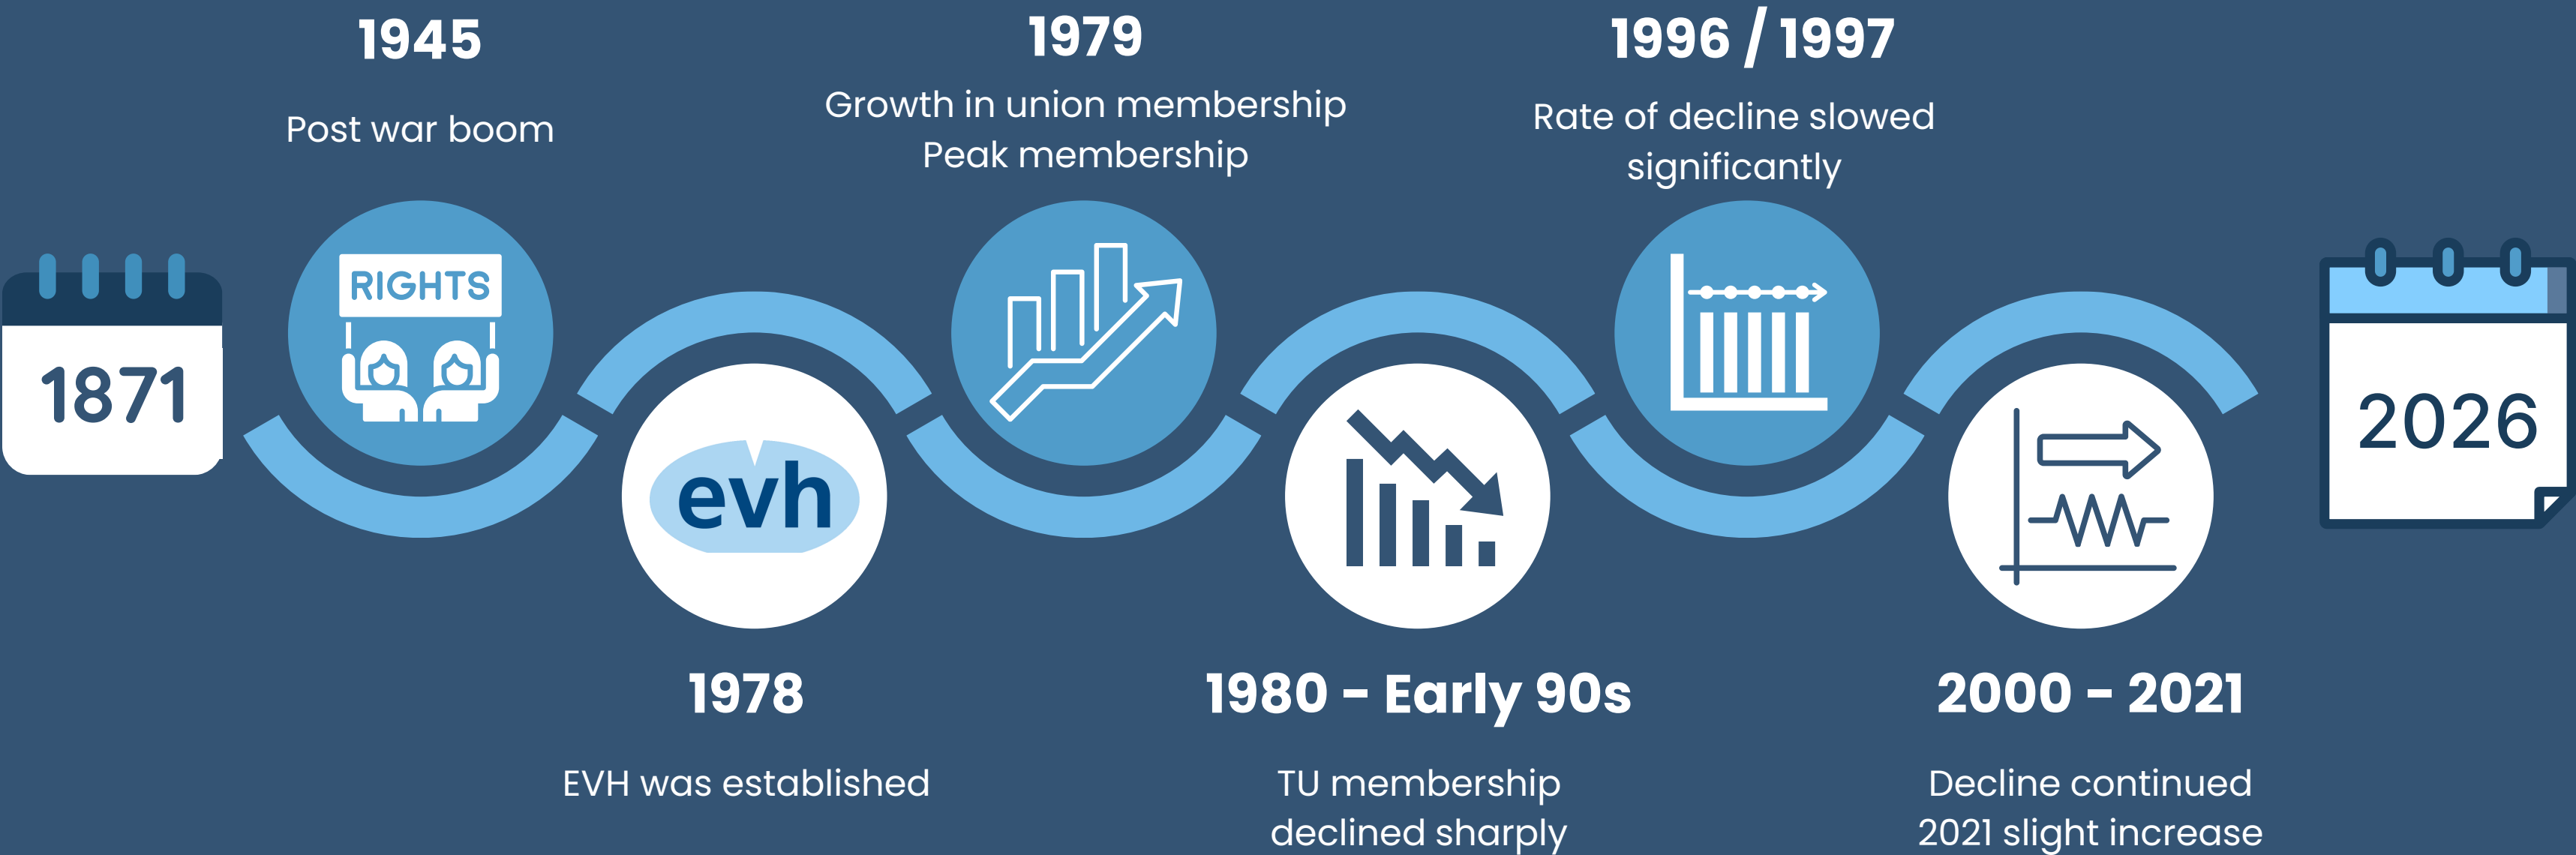 1871
1945
Post war boom
RIGHTS
1978
EVH was established
evh
1979
Growth in union membership
Peak membership
1980 - Early 90s
TU membership
declined sharply
1996 / 1997
Rate of decline slowed
significantly
2000 - 2021
Decline continued
2021 slight increase
2026